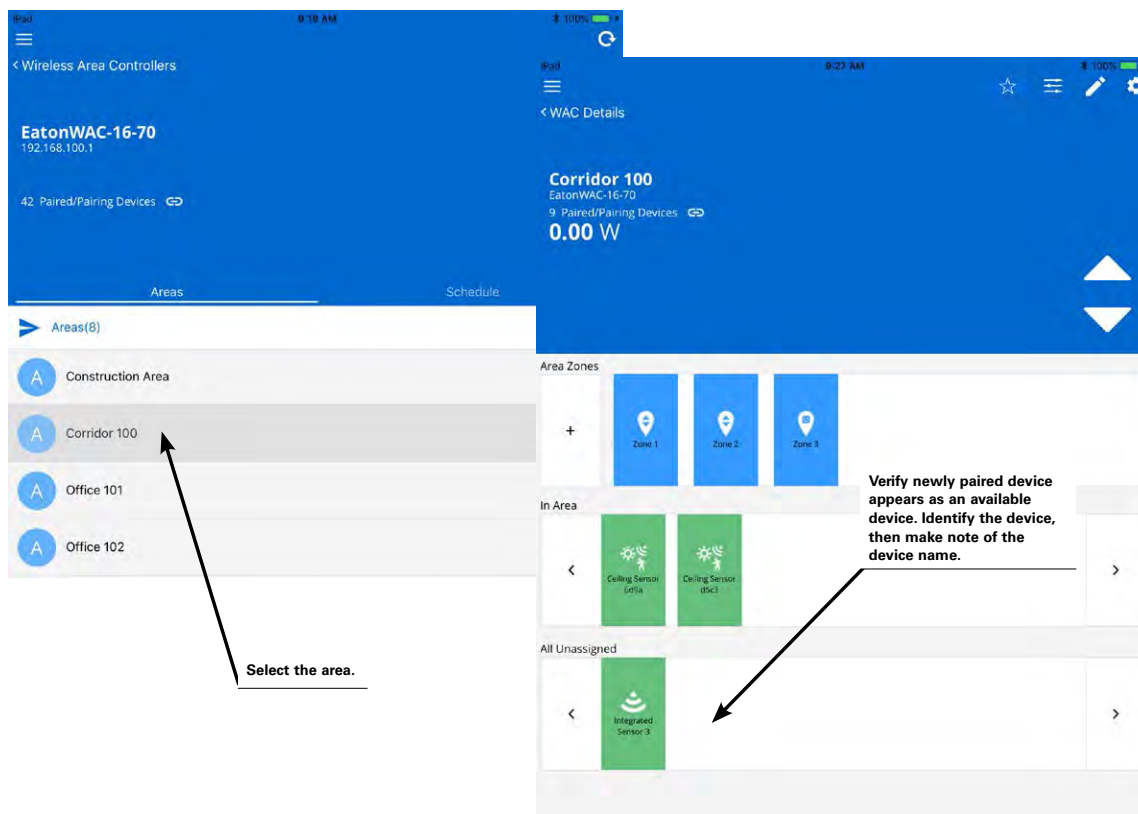 iPad 9:18 AM 100%
< Wireless Area Controllers
EatonWAC-16-70
192.168.100.1
42 Paired/Pairing Devices
Areas Schedule
Areas(8)
A Construction Area
A Corridor 100
A Office 101
A Office 102
Select the area.
iPad 9:27 AM 100%
< WAC Details
Corridor 100
EatonWAC-16-70
9 Paired/Pairing Devices
0.00 W
Area Zones
+
Zone 1
Zone 2
Zone 3
Verify newly paired device
appears as an available
device. Identify the device,
then make note of the
device name.
In Area
<
Ceiling Sensor
Ceiling Sensor
d5c3
>
All Unassigned
<
Integrated
Sensor 3
>